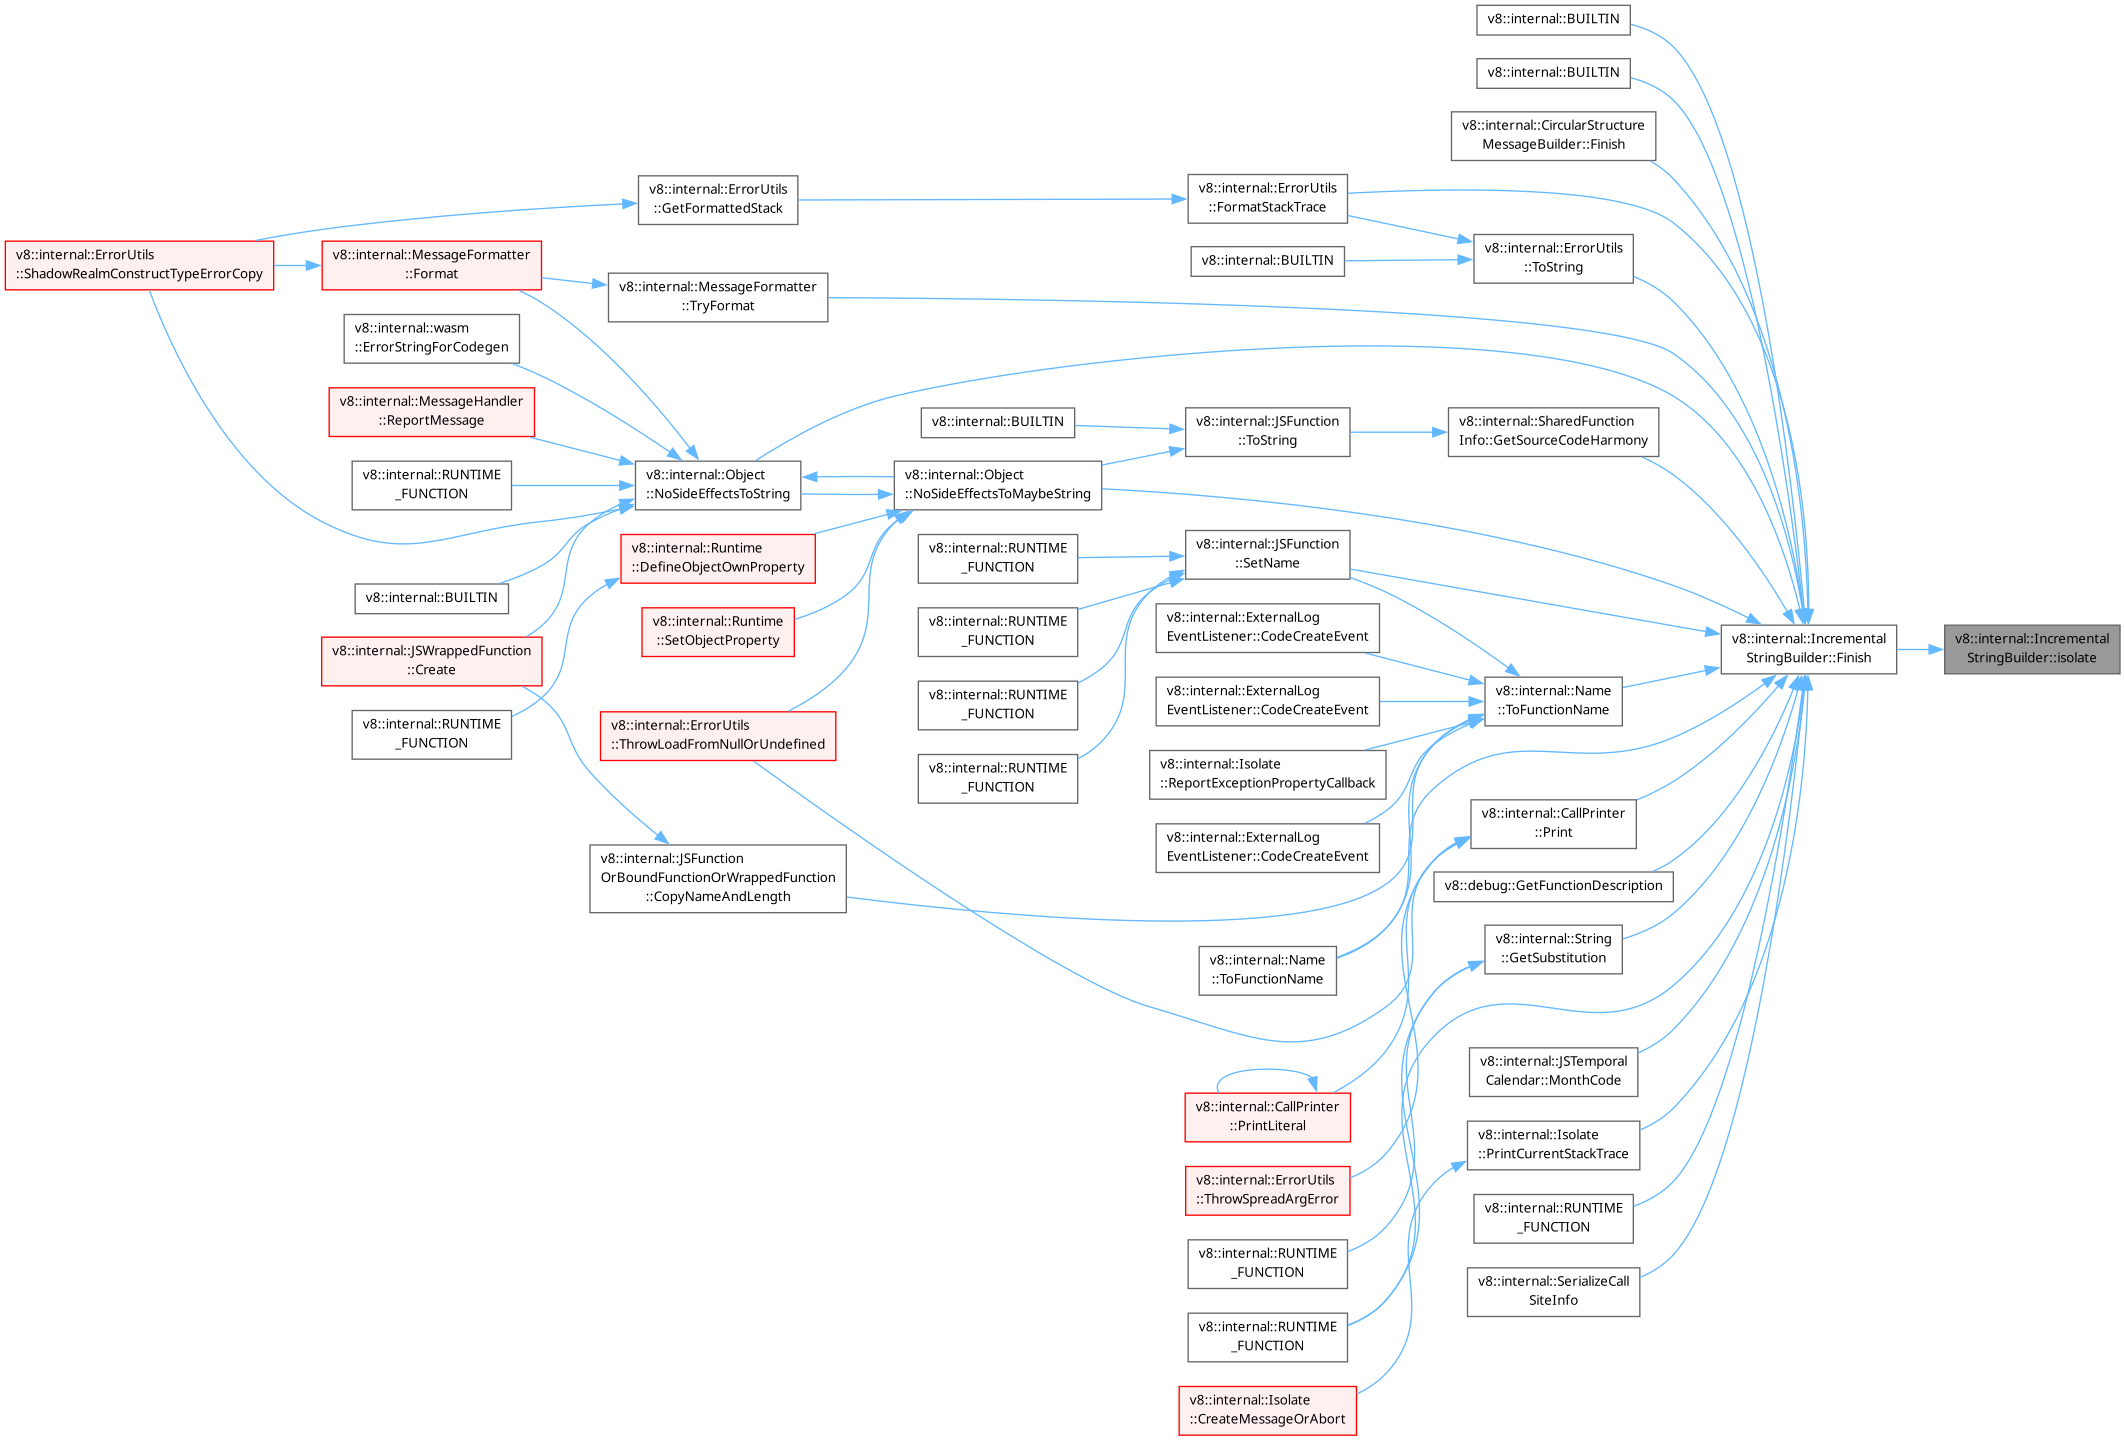 v8::internal::BUILTIN
v8::internal::BUILTIN
v8::internal::CircularStructure
MessageBuilder::Finish
v8::internal::ErrorUtils
::GetFormattedStack
v8::internal::ErrorUtils
::FormatStackTrace
v8::internal::ErrorUtils
::ToString
v8::internal::BUILTIN
v8::internal::ErrorUtils
::ShadowRealmConstructTypeErrorCopy
v8::internal::MessageFormatter
::Format
v8::internal::MessageFormatter
::TryFormat
v8::internal::wasm
::ErrorStringForCodegen
v8::internal::MessageHandler
::ReportMessage
v8::internal::BUILTIN
v8::internal::JSFunction
::ToString
v8::internal::SharedFunction
Info::GetSourceCodeHarmony
v8::internal::RUNTIME
_FUNCTION
v8::internal::Object
::NoSideEffectsToString
v8::internal::Object
::NoSideEffectsToMaybeString
v8::internal::Runtime
::DefineObjectOwnProperty
v8::internal::RUNTIME
_FUNCTION
v8::internal::JSFunction
::SetName
v8::internal::BUILTIN
v8::internal::Runtime
::SetObjectProperty
v8::internal::RUNTIME
_FUNCTION
v8::internal::ExternalLog
EventListener::CodeCreateEvent
v8::internal::Incremental
StringBuilder::Finish
v8::internal::Incremental
StringBuilder::isolate
v8::internal::JSWrappedFunction
::Create
v8::internal::RUNTIME
_FUNCTION
v8::internal::ExternalLog
EventListener::CodeCreateEvent
v8::internal::Name
::ToFunctionName
v8::internal::RUNTIME
_FUNCTION
v8::internal::ErrorUtils
::ThrowLoadFromNullOrUndefined
v8::internal::RUNTIME
_FUNCTION
v8::internal::Isolate
::ReportExceptionPropertyCallback
v8::internal::CallPrinter
::Print
v8::internal::ExternalLog
EventListener::CodeCreateEvent
v8::internal::JSFunction
OrBoundFunctionOrWrappedFunction
::CopyNameAndLength
v8::debug::GetFunctionDescription
v8::internal::String
::GetSubstitution
v8::internal::Name
::ToFunctionName
v8::internal::JSTemporal
Calendar::MonthCode
v8::internal::CallPrinter
::PrintLiteral
v8::internal::Isolate
::PrintCurrentStackTrace
v8::internal::ErrorUtils
::ThrowSpreadArgError
v8::internal::RUNTIME
_FUNCTION
v8::internal::RUNTIME
_FUNCTION
v8::internal::SerializeCall
SiteInfo
v8::internal::RUNTIME
_FUNCTION
v8::internal::Isolate
::CreateMessageOrAbort